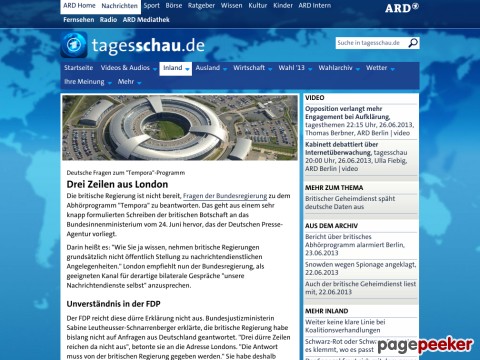 ARD Home Nachrichten Sport Börse Ratgeber Wissen Kultur Kinder ARD Intern
ARD
Fernsehen Radio ARD Mediathek
tagesschau.de
Suche in tagesschau.de
Startseite Videos & Audios Inland Ausland Wirtschaft Wahl '13 Wahlarchiv Wetter
Ihre Meinung Mehr
Deutsche Fragen zum "Tempora"-Programm
Drei Zeilen aus London
Die britische Regierung ist nicht bereit, Fragen der Bundesregierung zu dem
Abhörprogramm "Tempora" zu beantworten. Das geht aus einem sehr
knapp formulierten Schreiben der britischen Botschaft an das
Bundesinnenministerium vom 24. Juni hervor, das der Deutschen Presse-
Agentur vorliegt.
Darin heißt es: "Wie Sie ja wissen, nehmen britische Regierungen
grundsätzlich nicht öffentlich Stellung zu nachrichtendienstlichen
Angelegenheiten." London empfiehlt nun der Bundesregierung, als
geeigneten Kanal für derartige bilaterale Gespräche "unsere
Nachrichtendienste selbst" anzusprechen.
Unverständnis in der FDP
Der FDP reicht diese dürre Erklärung nicht aus. Bundesjustizministerin
Sabine Leutheusser-Schnarrenberger erklärte, die britische Regierung habe
bislang nicht auf Anfragen aus Deutschland geantwortet. "Drei dürre Zeilen
reichen da nicht aus", betonte sie an die Adresse Londons. "Die Antwort
muss von der britischen Regierung gegeben werden." Sie habe deshalb
VIDEO
Opposition verlangt mehr
Engagement bei Aufklärung,
tagesthemen 22:15 Uhr, 26.06.2013,
Thomas Berbner, ARD Berlin | video
Kabinett debattiert über
Internetüberwachung, tagesschau
20:00 Uhr, 26.06.2013, Ulla Fiebig,
ARD Berlin | video
MEHR ZUM THEMA
Britischer Geheimdienst späht
deutsche Daten aus
AUS DEM ARCHIV
Bericht über britisches
Abhörprogramm alarmiert Berlin,
23.06.2013
Snowden wegen Spionage angeklagt,
22.06.2013
Auch der britische Geheimdienst liest
mit, 22.06.2013
MEHR INLAND
Weiter keine klare Linie bei
Koalitionsverhandlungen
Schwarz-Rot oder Schwarz-
es klemmt, wo es passt
pagepeeker